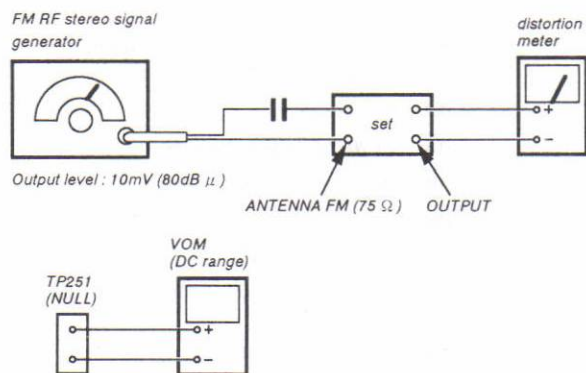 FM RF stereo signal
generator
distortion
meter
set
+
−
Output level : 10mV (80dB μ)
ANTENNA FM (75 Ω)
OUTPUT
VOM
(DC range)
TP251
(NULL)
+
−